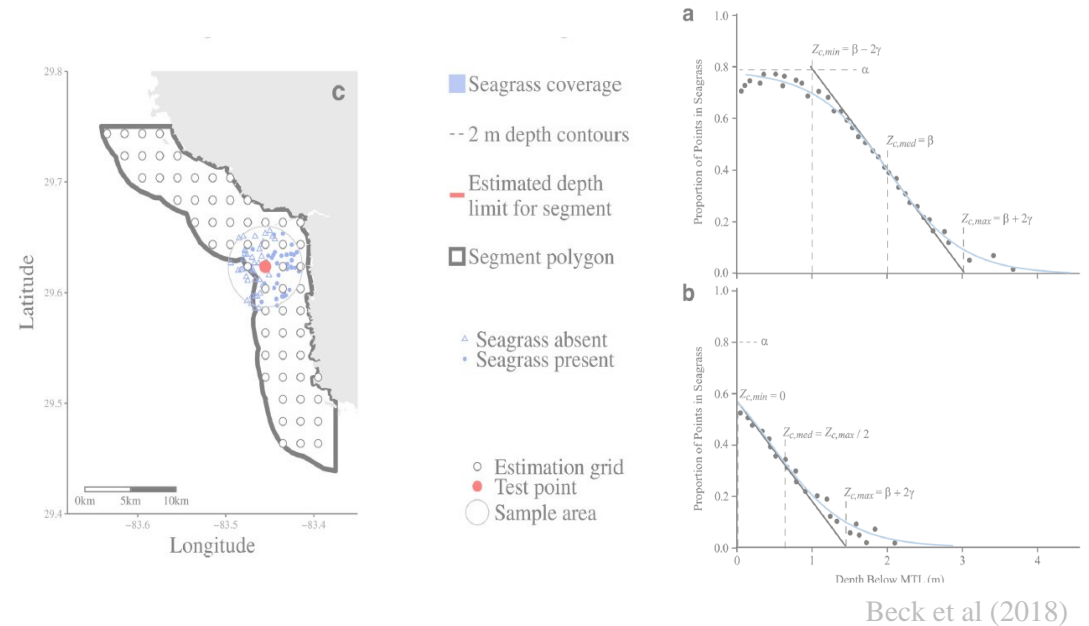 c
29.8
29.7
29.6
29.5
29.4
−83.6
−83.5
−83.4
Latitude
Longitude
0km
5km
10km
Seagrass coverage
2 m depth contours
Estimated depth
limit for segment
Segment polygon
Seagrass absent
Seagrass present
Estimation grid
Test point
Sample area
a
1.0
0.8
0.6
0.4
0.2
0.0
Proportion of Points in Seagrass
Zc,min = β − 2γ
α
Zc,med = β
Zc,max = β + 2γ
b
1.0
0.8
0.6
0.4
0.2
0.0
Proportion of Points in Seagrass
α
Zc,min = 0
Zc,med = Zc,max / 2
Zc,max = β + 2γ
0
1
2
3
4
Depth Below MTL (m)
Beck et al (2018)